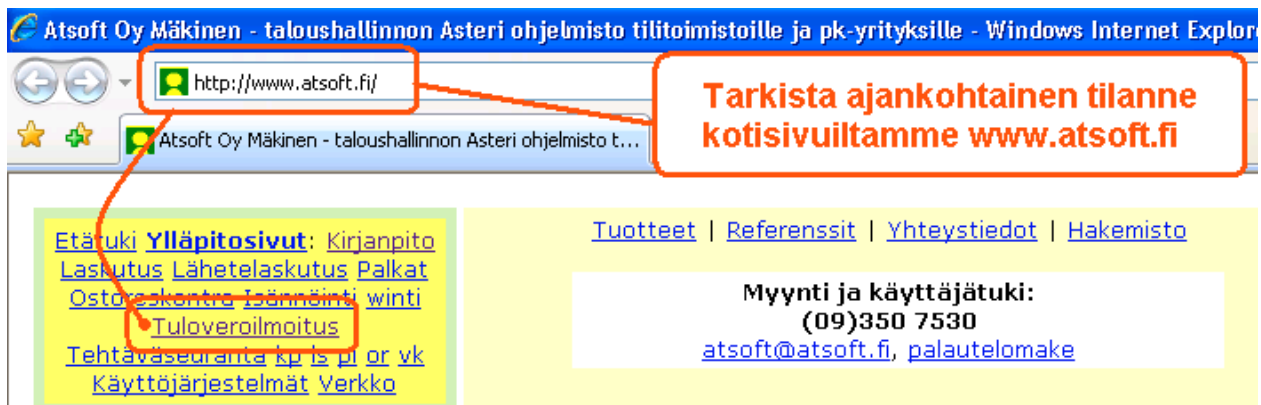 Atsoft Oy Mäkinen - taloushallinnon Asteri ohjelmisto tilitoimistoille ja pk-yrityksille - Windows Internet Explor
http://www.atsoft.fi/
Tarkista ajankohtainen tilanne
kotisivuiltamme www.atsoft.fi
Atsoft Oy Mäkinen - taloushallinnon Asteri ohjelmisto t...
Etätuki Ylläpitosivut: Kirjanpito
Laskutus Lähetelaskutus Palkat
Ostoreskontra Isännöinti winti
Tuloveroilmoitus
Tehtäväseuranta kp ls pl or vk
Käyttöjärjestelmät Verkko
Tuotteet | Referenssit | Yhteystiedot | Hakemisto
Myynti ja käyttäjätuki:
(09)350 7530
atsoft@atsoft.fi, palautelomake